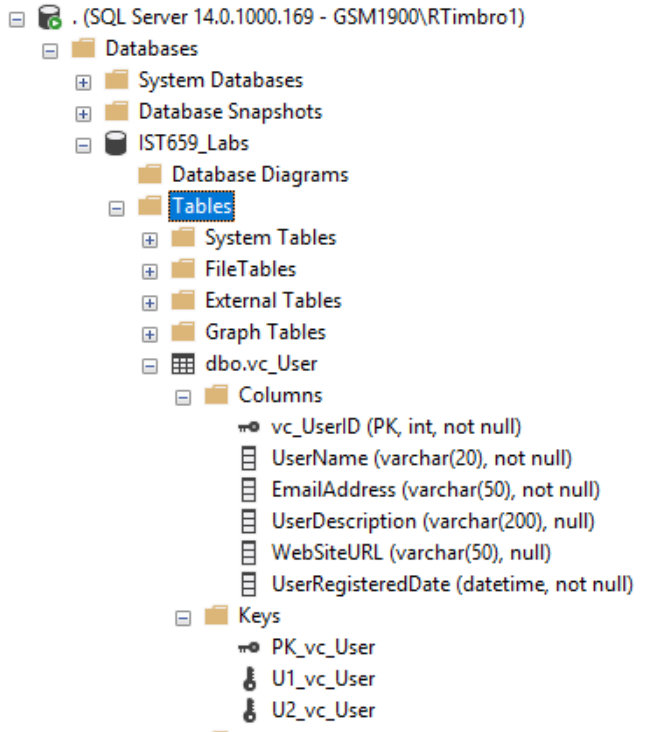 . (SQL Server 14.0.1000.169 - GSM1900\RTimbro1)
Databases
System Databases
Database Snapshots
IST659_Labs
Database Diagrams
Tables
System Tables
FileTables
External Tables
Graph Tables
dbo.vc_User
Columns
vc_UserID (PK, int, not null)
UserName (varchar(20), not null)
EmailAddress (varchar(50), not null)
UserDescription (varchar(200), null)
WebSiteURL (varchar(50), null)
UserRegisteredDate (datetime, not null)
Keys
PK_vc_User
U1_vc_User
U2_vc_User